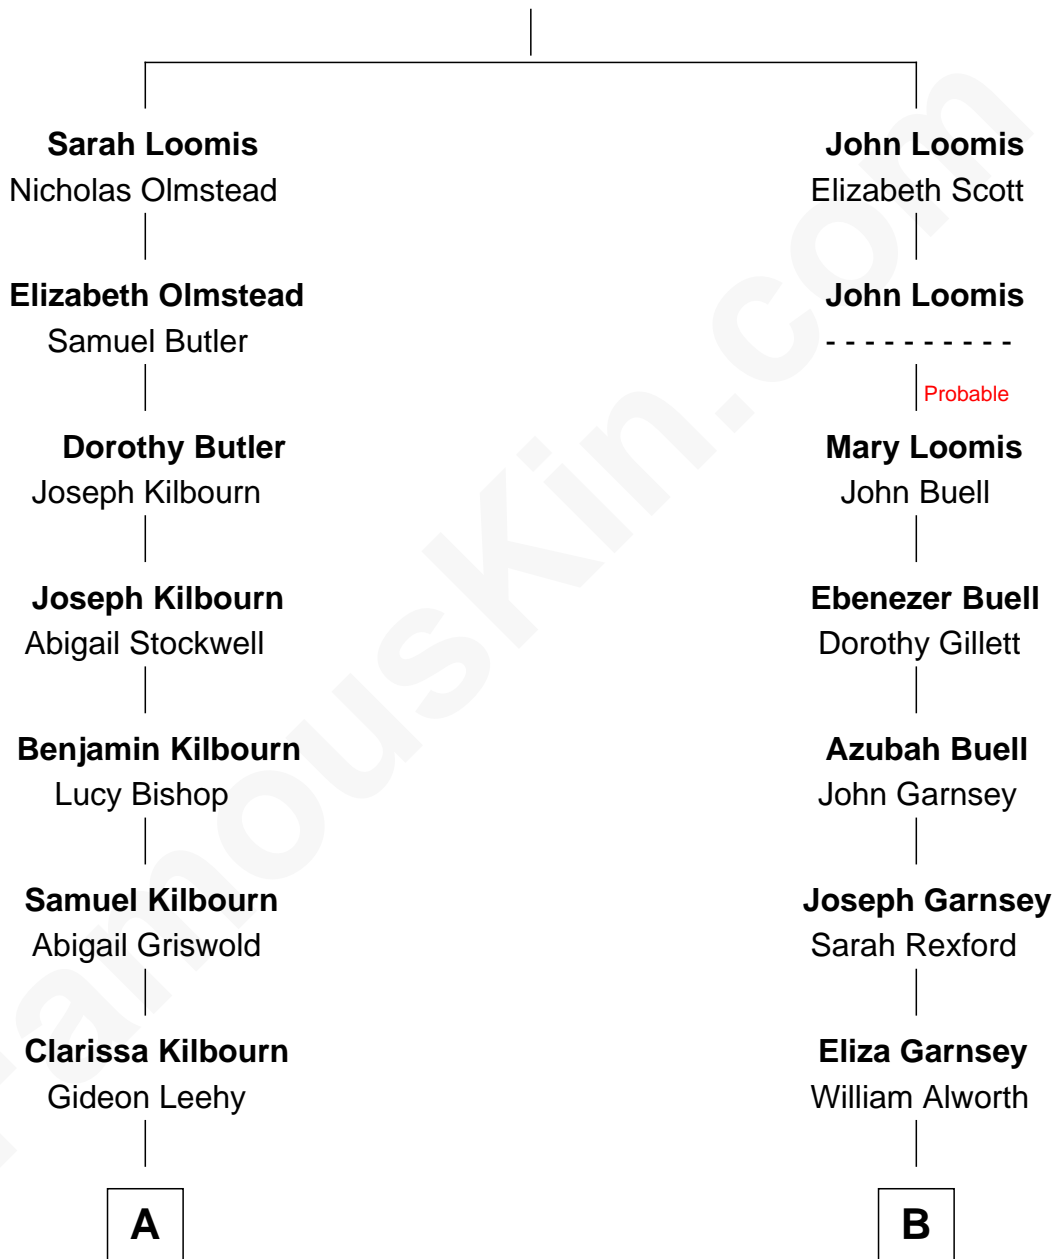 Sarah Loomis
Nicholas Olmstead
Elizabeth Olmstead
Samuel Butler
Dorothy Butler
Joseph Kilbourn
Joseph Kilbourn
Abigail Stockwell
Benjamin Kilbourn
Lucy Bishop
Samuel Kilbourn
Abigail Griswold
Clarissa Kilbourn
Gideon Leehy
A
John Loomis
Elizabeth Scott
John Loomis
- - - - - - - - - -
Probable
Mary Loomis
John Buell
Ebenezer Buell
Dorothy Gillett
Azubah Buell
John Garnsey
Joseph Garnsey
Sarah Rexford
Eliza Garnsey
William Alworth
B
FamousKin.com